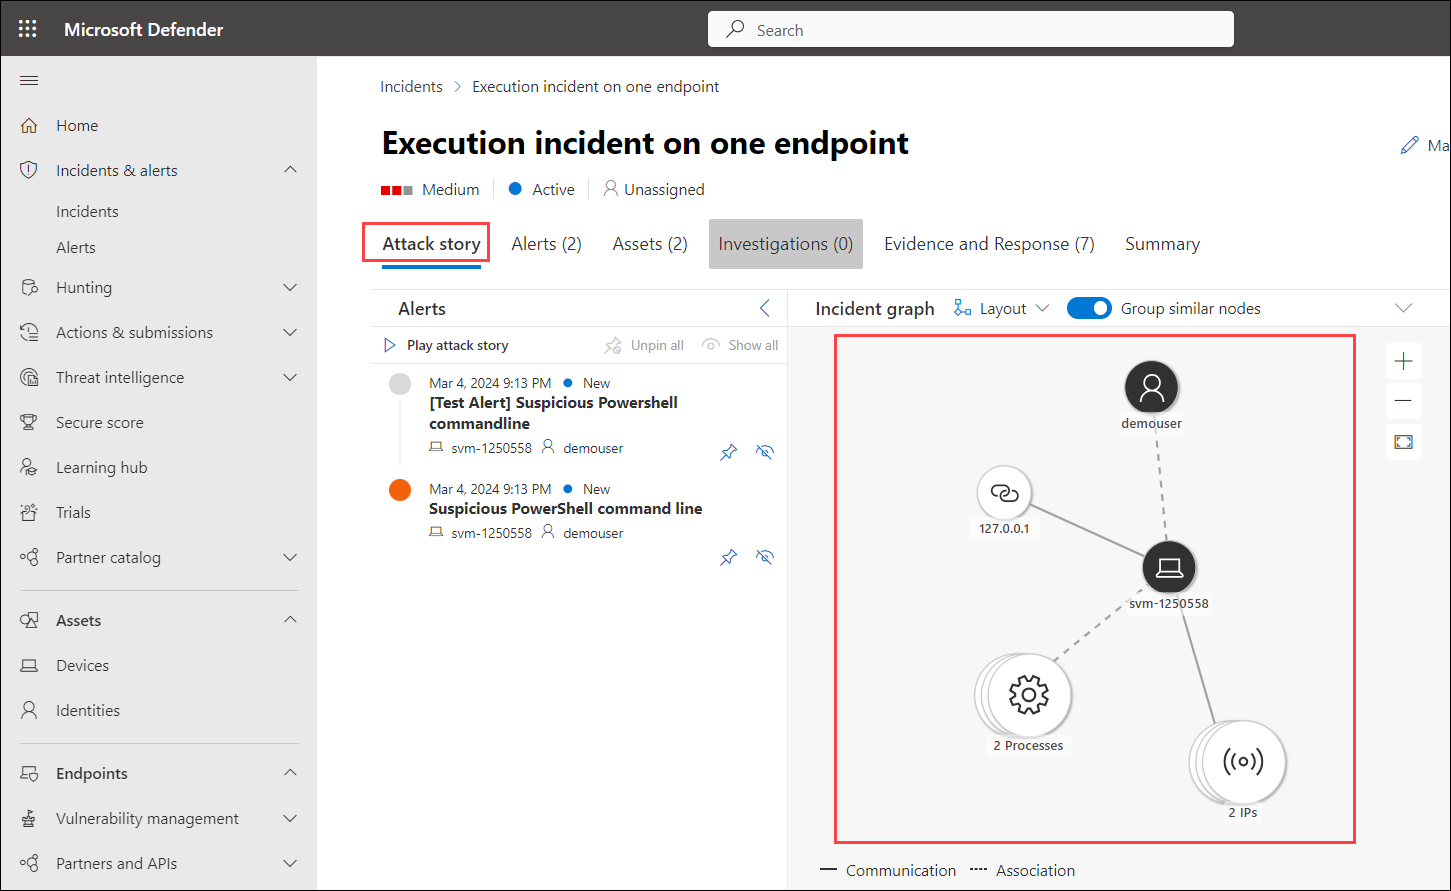 Microsoft Defender
Search
Home
Incidents & alerts
Incidents
Alerts
Hunting
Actions & submissions
Threat intelligence
Secure score
Learning hub
Trials
Partner catalog
Assets
Devices
Identities
Endpoints
Vulnerability management
Partners and APIs
Incidents > Execution incident on one endpoint
Execution incident on one endpoint
Ma
Medium
Active
Unassigned
Attack story
Alerts (2)
Assets (2)
Investigations (0)
Evidence and Response (7)
Summary
Alerts
Play attack story
Unpin all
Show all
Mar 4, 2024 9:13 PM
New
[Test Alert] Suspicious Powershell
commandline
svm-1250558
demouser
Mar 4, 2024 9:13 PM
New
Suspicious PowerShell command line
svm-1250558
demouser
Incident graph
Layout
Group similar nodes
demouser
127.0.0.1
svm-1250558
2 Processes
2 IPs
Communication
Association